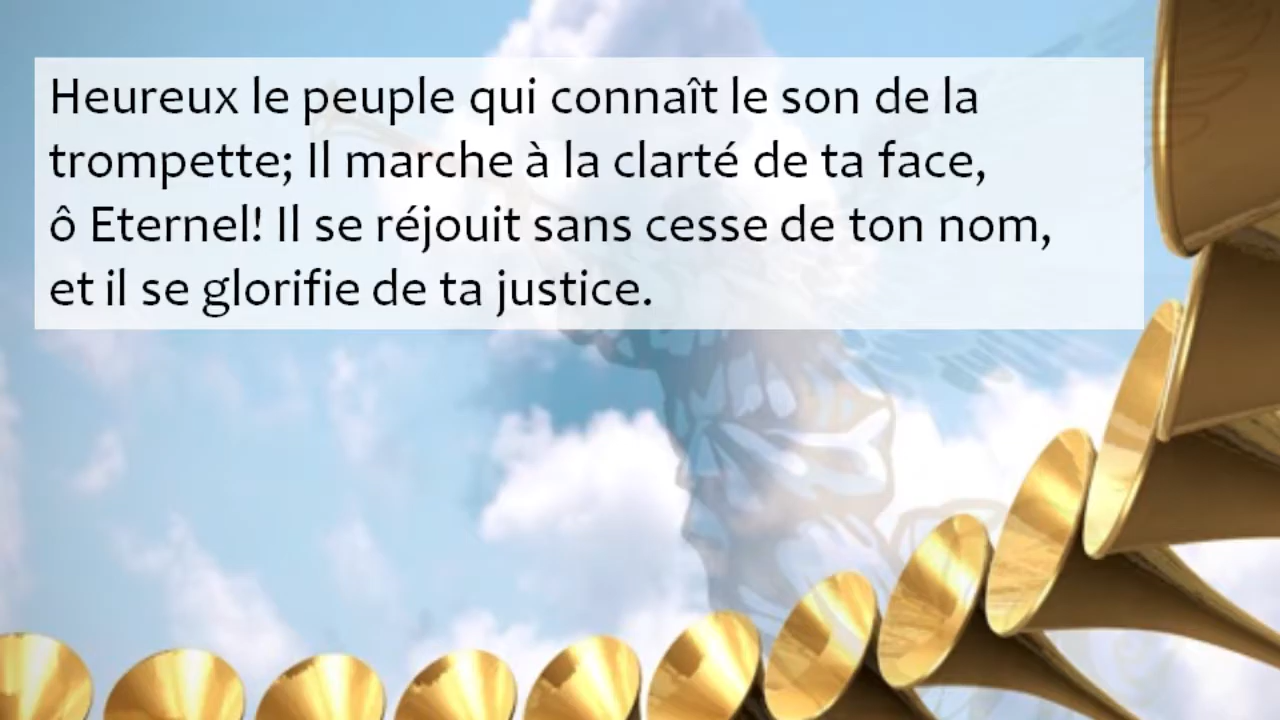 Heureux le peuple qui connaît le son de la
trompette; Il marche à la clarté de ta face,
ô Eternel! Il se réjouit sans cesse de ton nom,
et il se glorifie de ta justice.